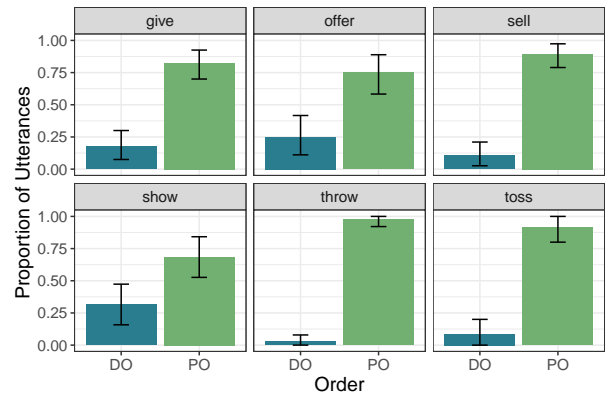 give offer sell
1.00
0.75
0.50
0.25
0.00
show throw toss
1.00
0.75
0.50
0.25
0.00
DO PO DO PO DO PO
Order
Proportion of Utterances